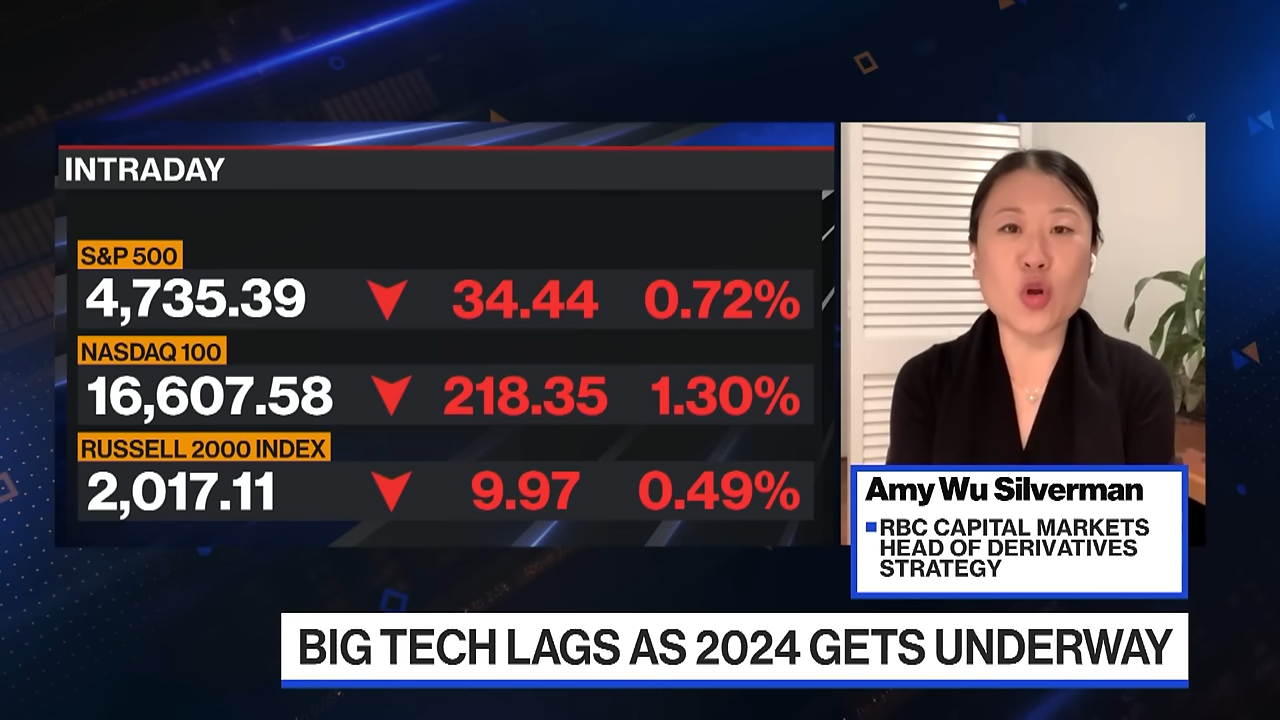 INTRADAY
S&P 500
4,735.39 34.44 0.72%
NASDAQ 100
16,607.58 218.35 1.30%
RUSSELL 2000 INDEX
2,017.11 9.97 0.49%
Amy Wu Silverman
RBC CAPITAL MARKETS
HEAD OF DERIVATIVES
STRATEGY
BIG TECH LAGS AS 2024 GETS UNDERWAY